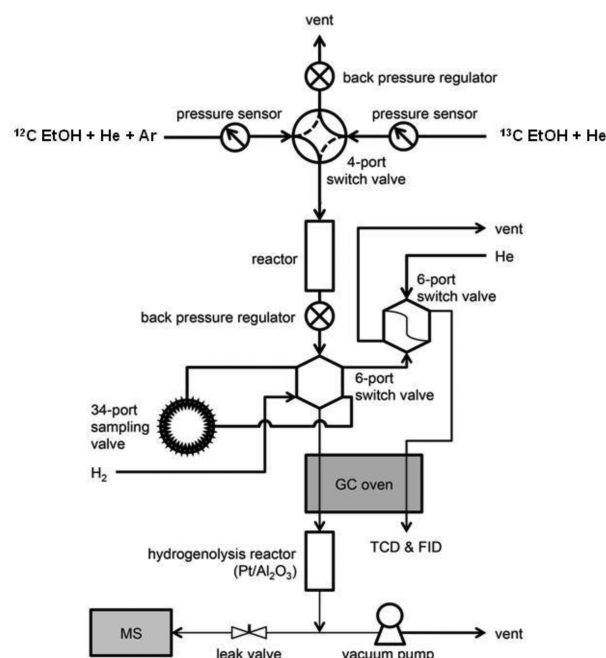 vent
back pressure regulator
pressure sensor
pressure sensor
¹²C EtOH + He + Ar
¹³C EtOH + He
4-port
switch valve
vent
He
reactor
6-port
switch valve
back pressure regulator
6-port
switch valve
34-port
sampling
valve
H₂
GC oven
TCD & FID
hydrogenolysis reactor
(Pt/Al₂O₃)
MS
vent
leak valve
vacuum pump